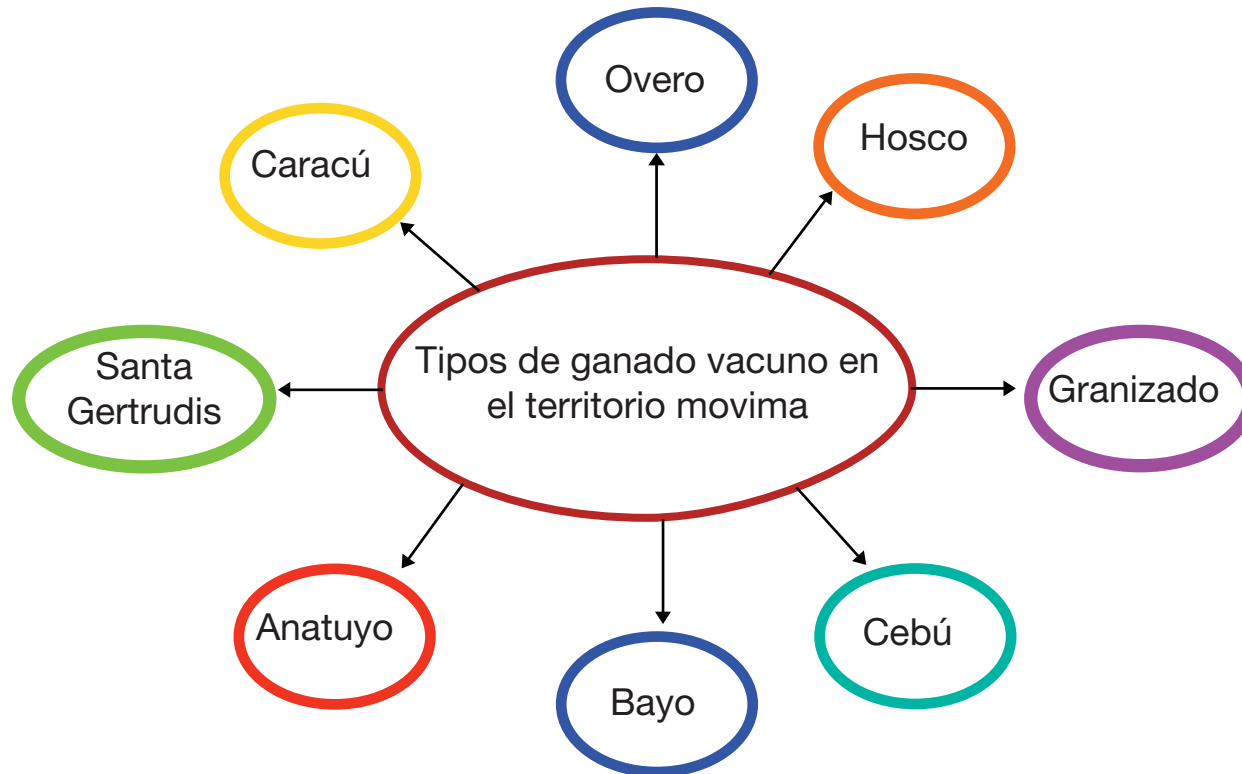 Overo
Hosco
Caracú
Tipos de ganado vacuno en
el territorio movima
Santa
Gertrudis
Granizado
Anatuyo
Cebú
Bayo